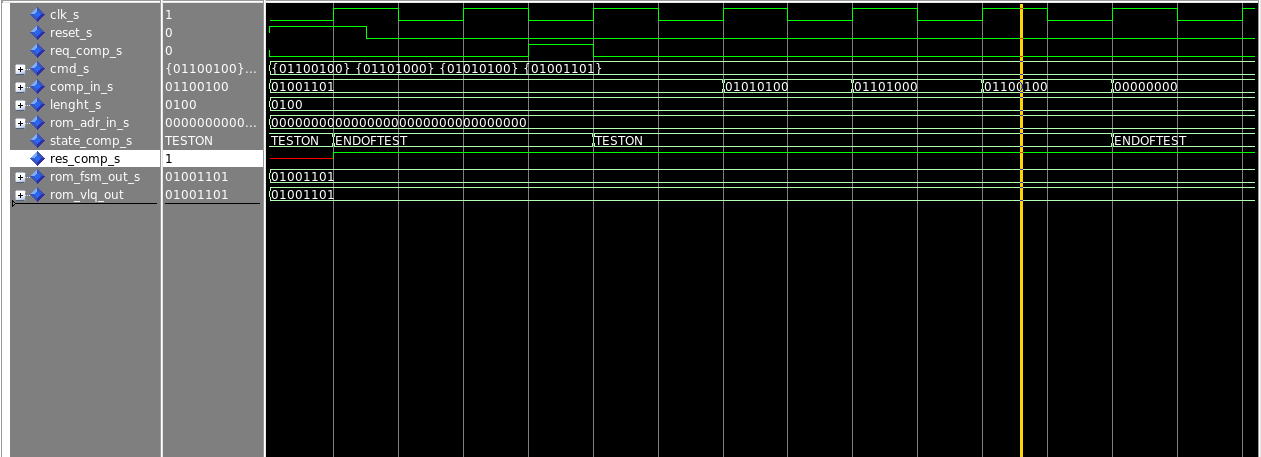 clk_s 1
reset_s 0
req_comp_s 0
cmd_s {01100100}... {01100100} {01101000} {01010100} {01001101}
comp_in_s 01100100 01001101 01010100 01101000 01100100 00000000
lenght_s 0100 0100
rom_adr_in_s 0000000000... 00000000000000000000000000000000
state_comp_s TESTON TESTON ENDOFTEST TESTON ENDOFTEST
res_comp_s 1
rom_fsm_out_s 01001101 01001101
rom_vlq_out 01001101 01001101